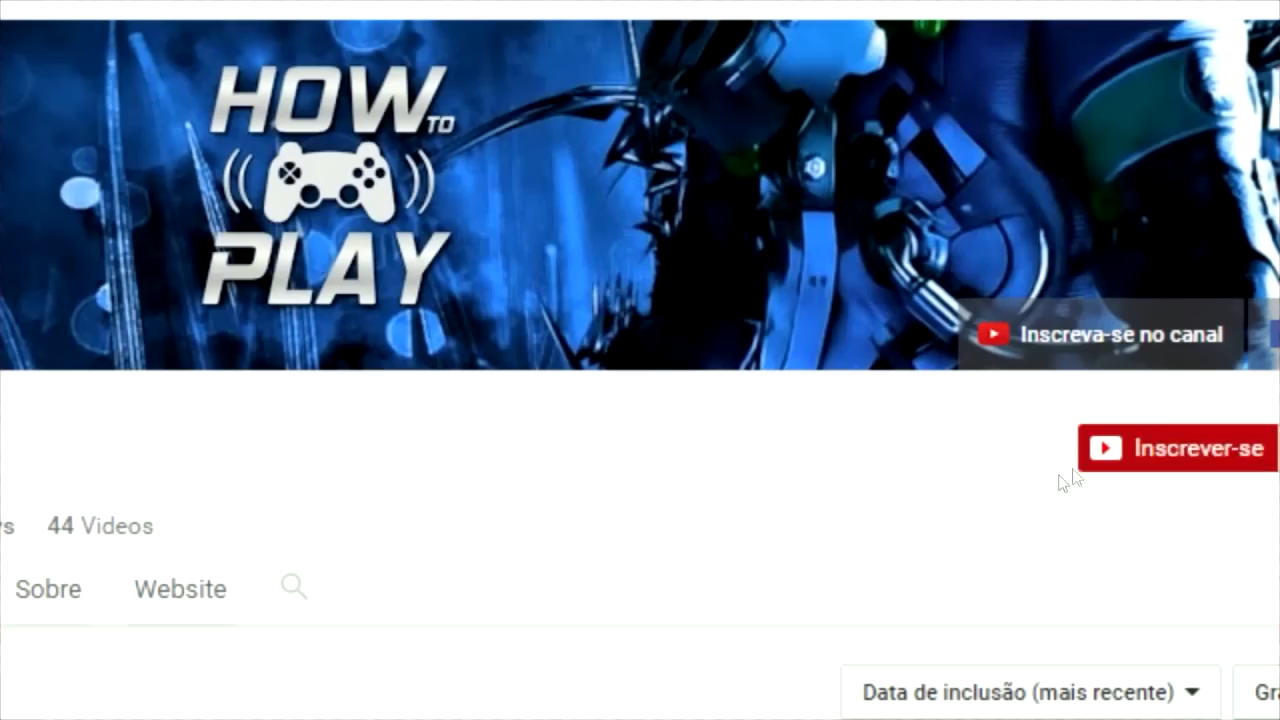 HOW TO
PLAY
Inscreva-se no canal
Inscrever-se
44 Videos
Sobre Website
Data de inclusão (mais recente)